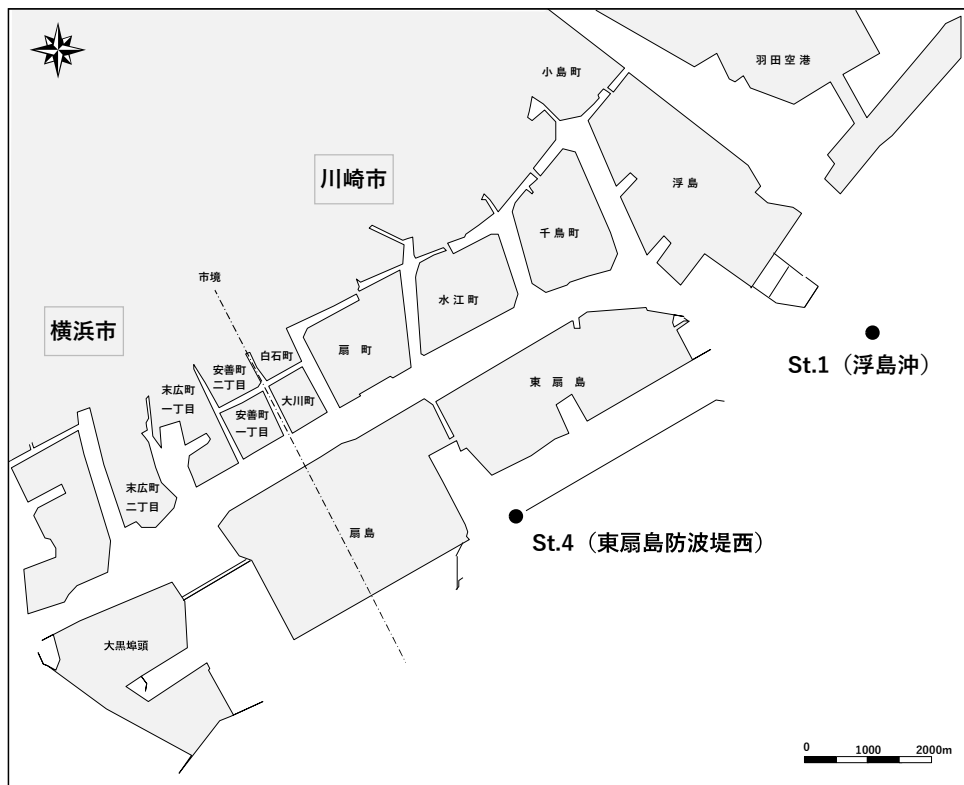 羽田空港
小島町
川崎市
浮島
千鳥町
市境
水江町
横浜市
白石町
扇町
安善町
二丁目
末広町
一丁目
大川町
安善町
一丁目
東扇島
St.1（浮島沖）
末広町
二丁目
扇島
St.4（東扇島防波堤西）
大黒埠頭
0 1000 2000m